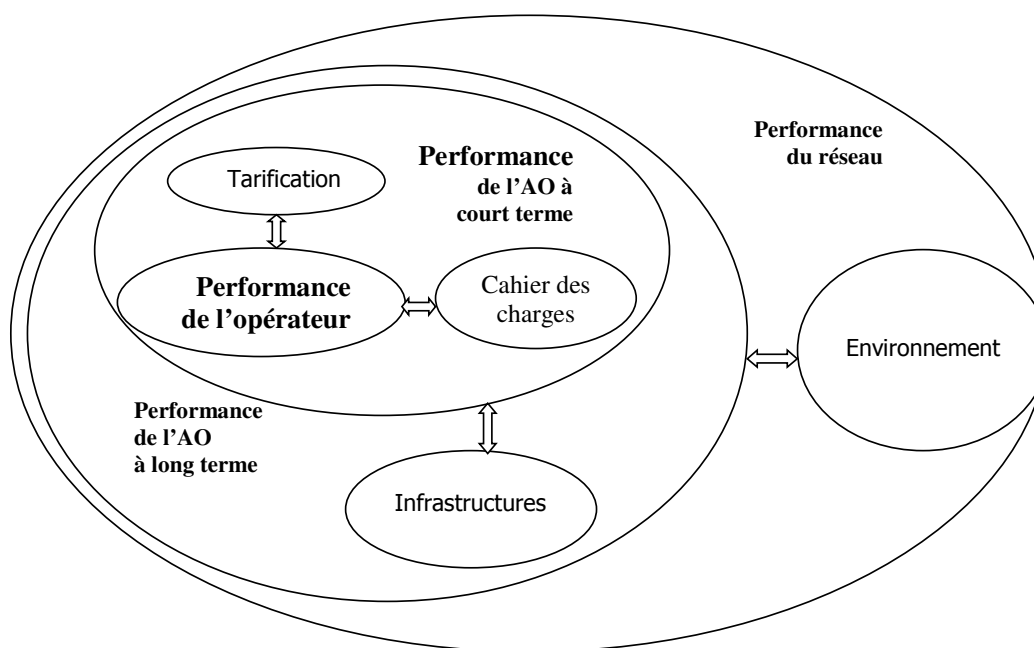 Performance
du réseau
Performance
de l’AO à
court terme
Tarification
Performance
de l’opérateur
Cahier des
charges
Environnement
Performance
de l’AO
à long terme
Infrastructures